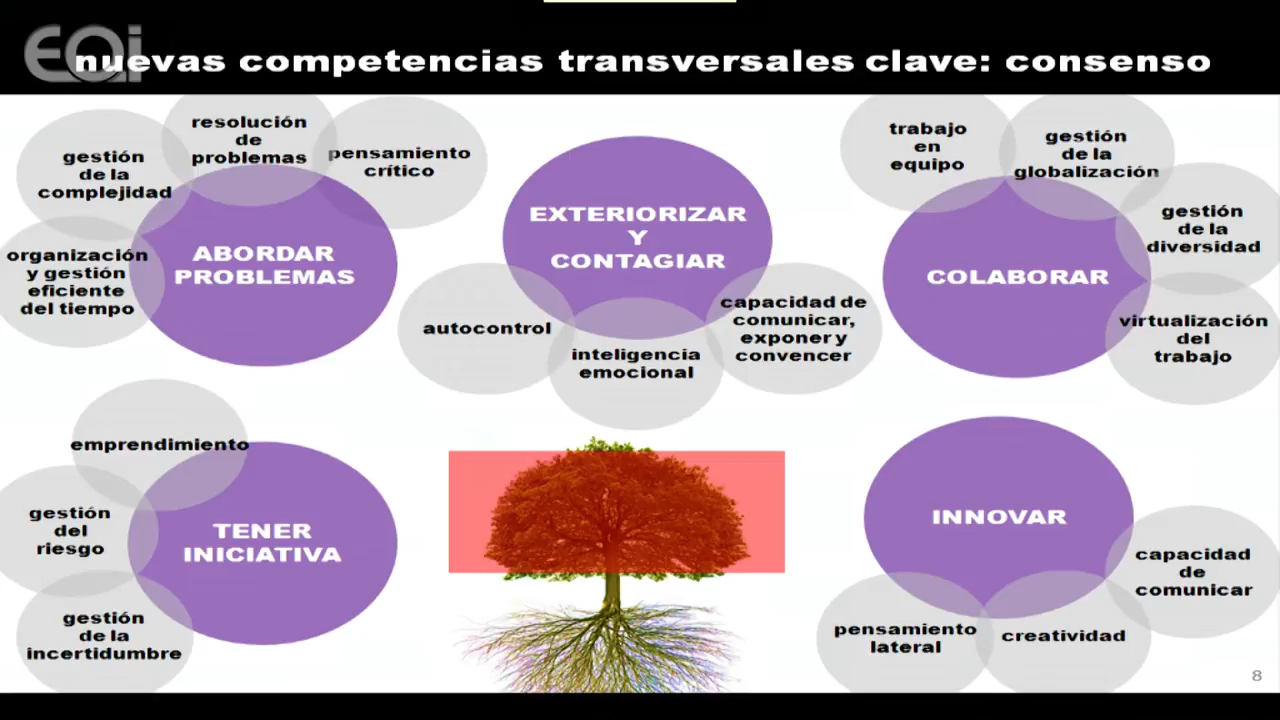 EOi
nuevas competencias transversales clave: consenso
resolución
de
problemas
pensamiento
crítico
gestión
de la
complejidad
organización
y gestión
eficiente
del tiempo
ABORDAR
PROBLEMAS
EXTERIORIZAR
Y
CONTAGIAR
autocontrol
inteligencia
emocional
capacidad de
comunicar,
exponer y
convencer
trabajo
en
equipo
gestión
de la
globalización
gestión
de la
diversidad
virtualización
del
trabajo
COLABORAR
emprendimiento
gestión
del
riesgo
gestión
de la
incertidumbre
TENER
INICIATIVA
INNOVAR
capacidad
de
comunicar
creatividad
pensamiento
lateral
8